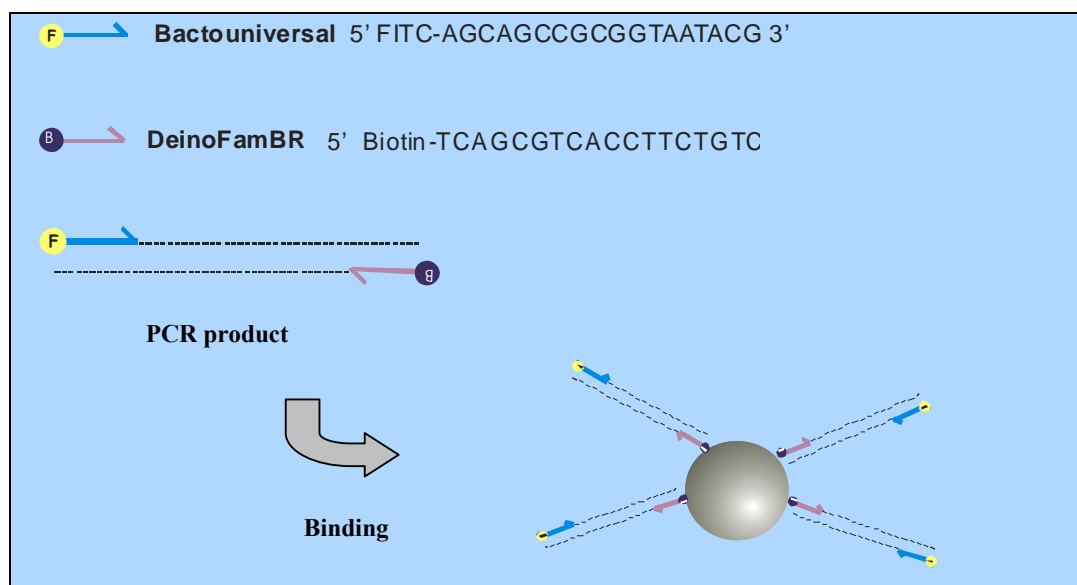 F Bactouniversal 5' FITC-AGCAGCCGCGGTAATACG 3'
B DeinoFamBR 5' Biotin-TCAGCGTCACCTTCTGTC
F
B
PCR product
Binding